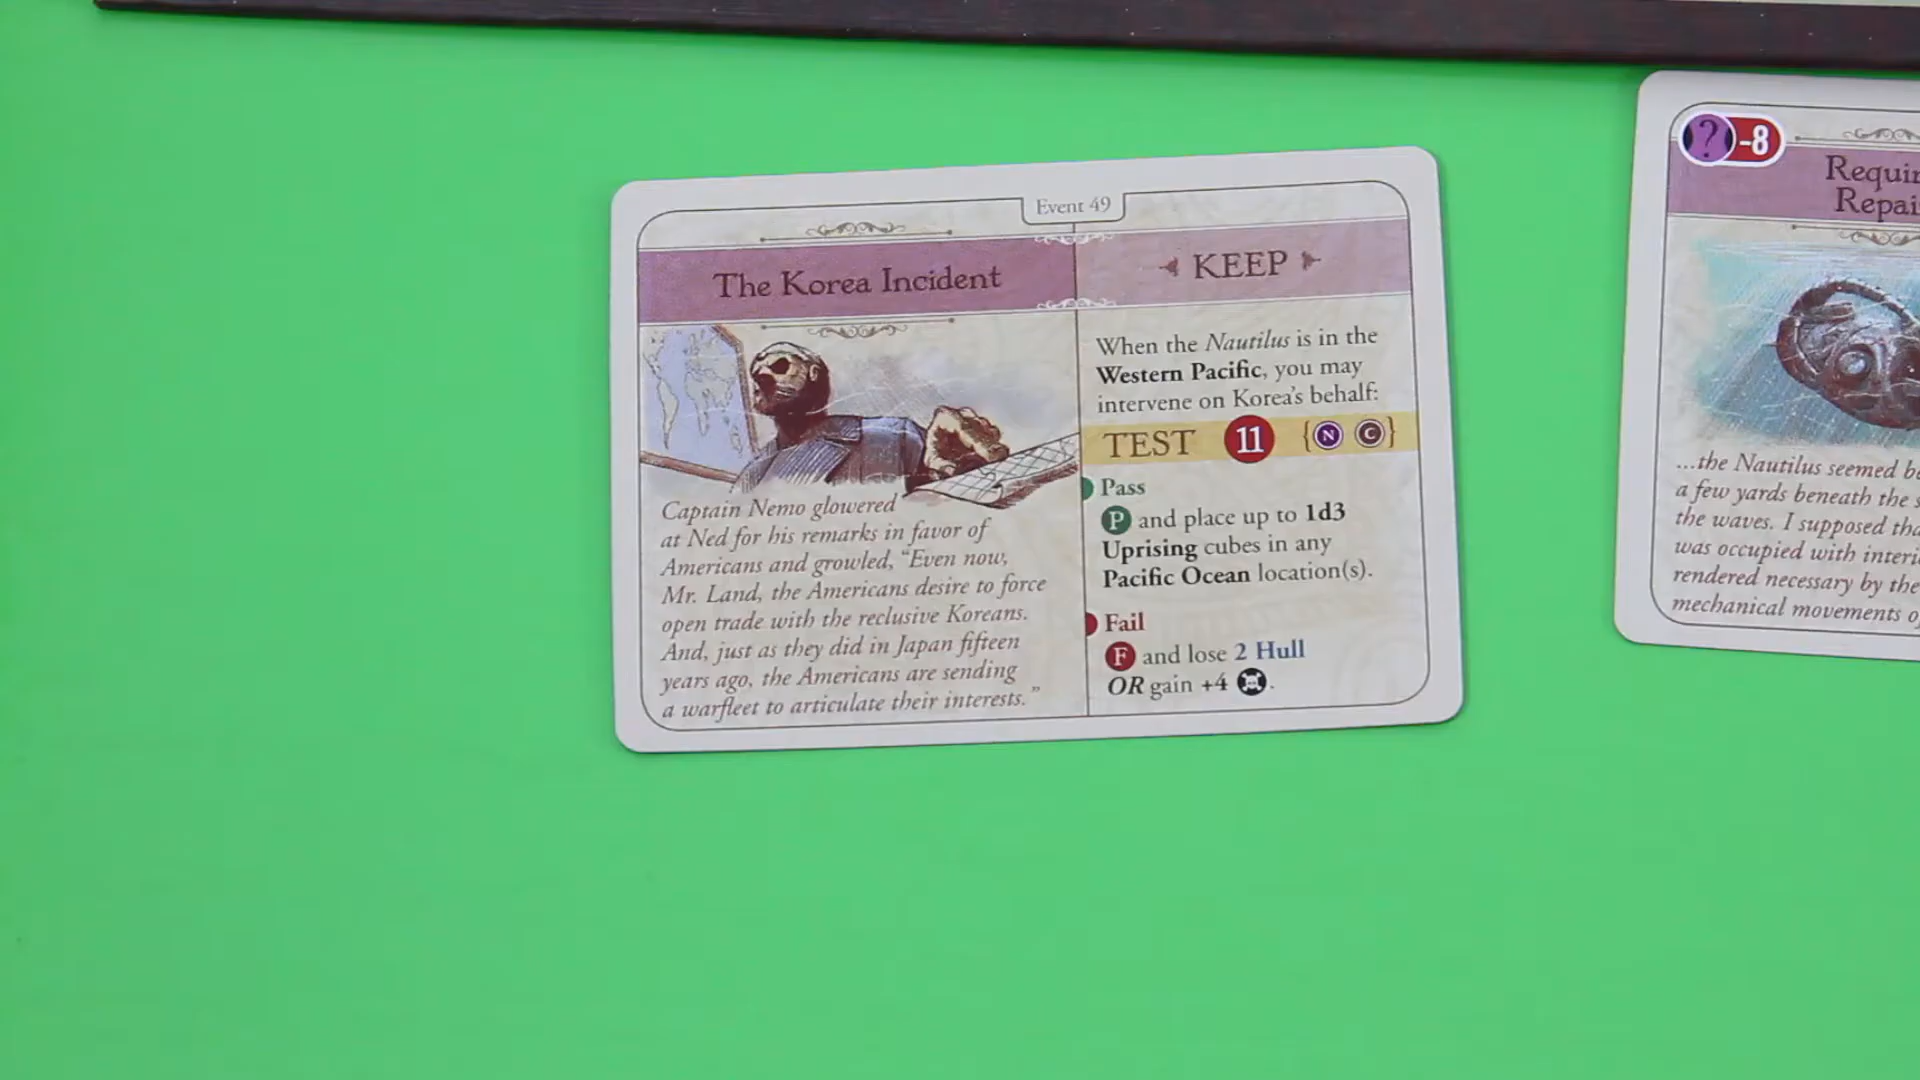 Event 49
The Korea Incident
Captain Nemo glowered
at Ned for his remarks in favor of
Americans and growled, “Even now,
Mr. Land, the Americans desire to force
open trade with the reclusive Koreans.
And, just as they did in Japan fifteen
years ago, the Americans are sending
a warfleet to articulate their interests.”
KEEP
When the Nautilus is in the
Western Pacific, you may
intervene on Korea’s behalf:
TEST 11 {N C}
Pass
P and place up to 1d3
Uprising cubes in any
Pacific Ocean location(s).
Fail
F and lose 2 Hull
OR gain +4 .
? -8
...the Nautilus seemed
a few yards beneath the
the waves. I supposed
was occupied with
rendered necessary by the
mechanical movements